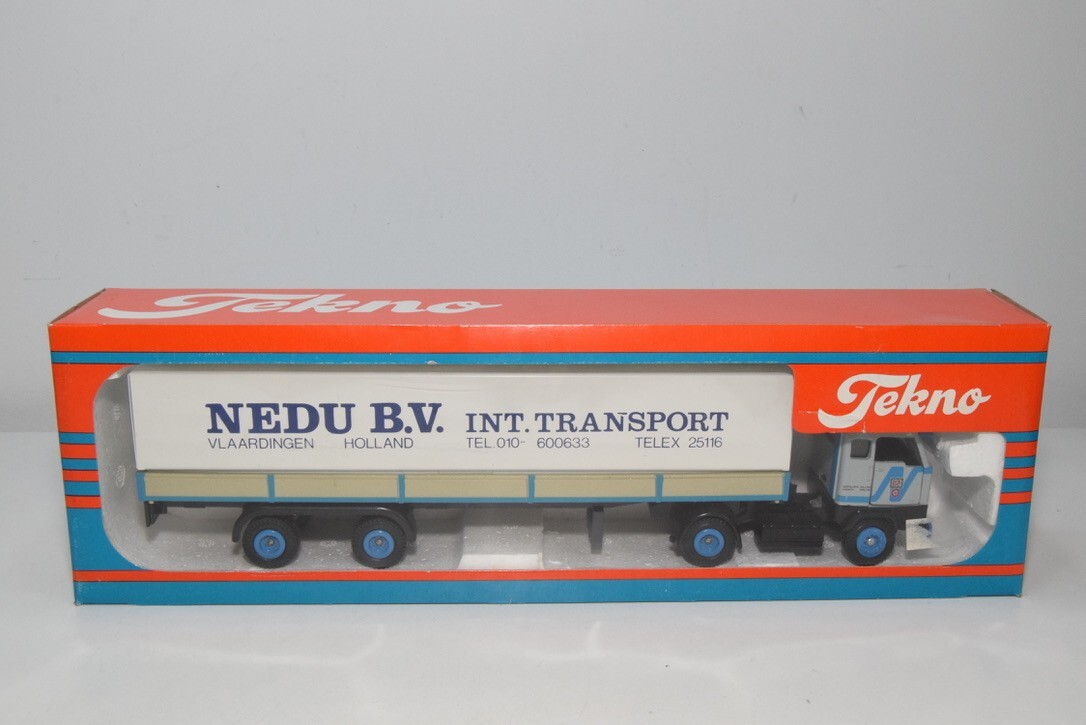 Tekno
Tekno
NEDU B.V. INT. TRANSPORT
VLAARDINGEN HOLLAND TEL 010- 600633 TELEX 25116